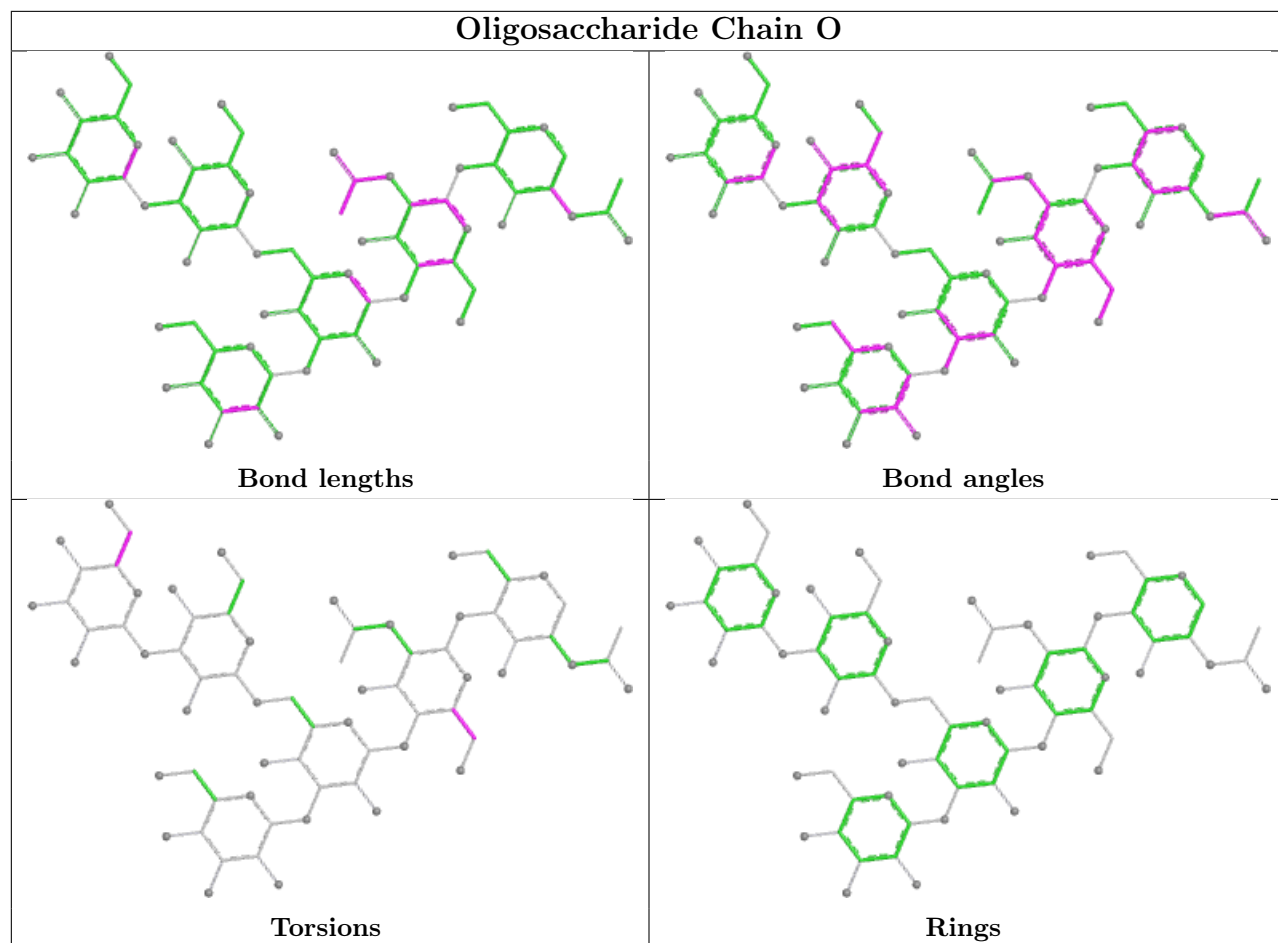 Oligosaccharide Chain O
Bond lengths
Bond angles
Torsions
Rings